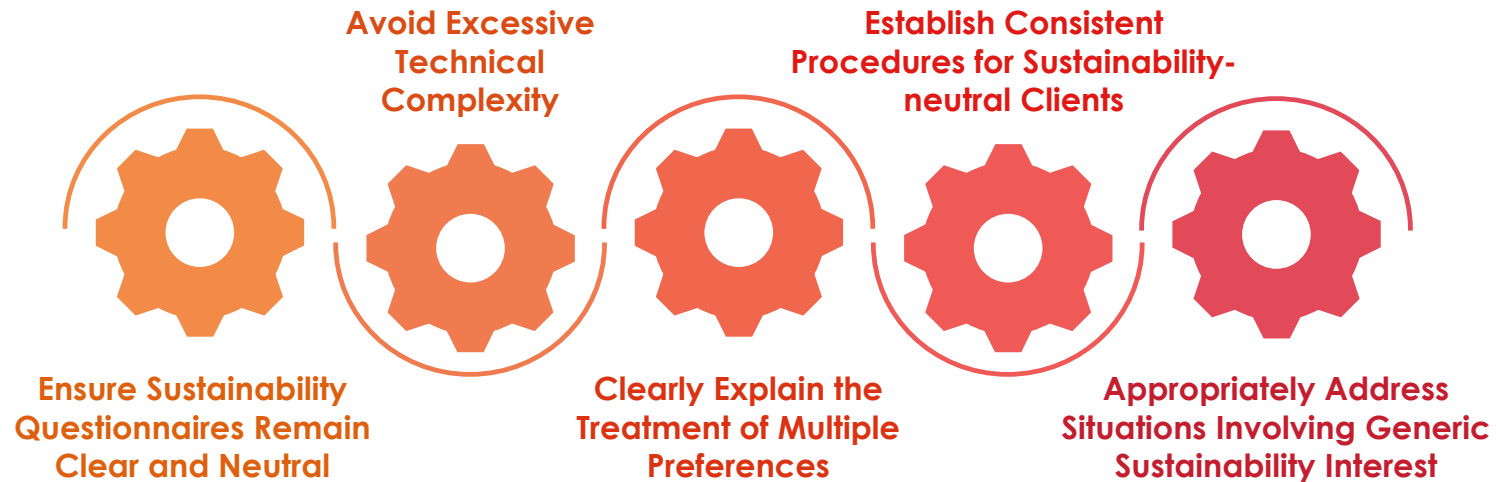 Ensure Sustainability
Questionnaires Remain
Clear and Neutral
Avoid Excessive
Technical
Complexity
Clearly Explain the
Treatment of Multiple
Preferences
Establish Consistent
Procedures for Sustainability-
neutral Clients
Appropriately Address
Situations Involving Generic
Sustainability Interest